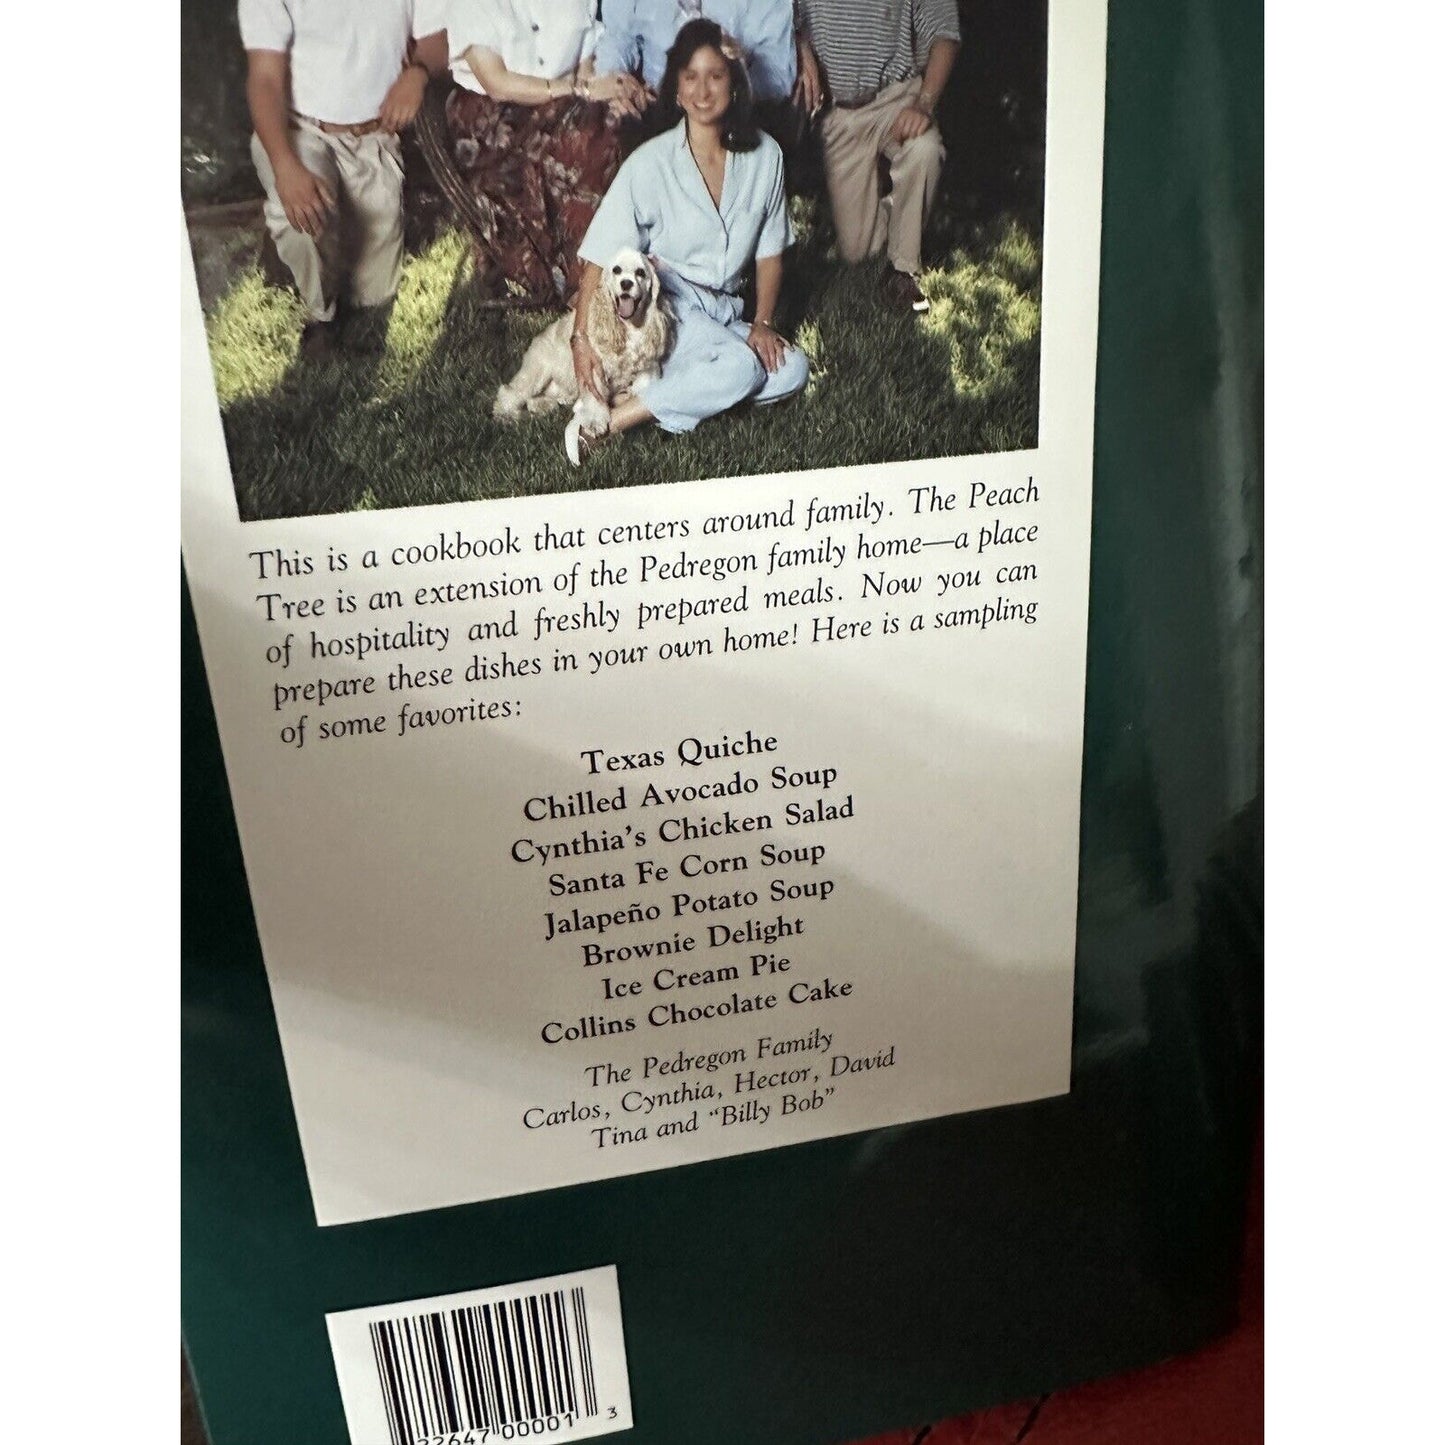 This is a cookbook that centers around family. The Peach
Tree is an extension of the Pedregon family home—a place
of hospitality and freshly prepared meals. Now you can
prepare these dishes in your own home! Here is a sampling
of some favorites:
Texas Quiche
Chilled Avocado Soup
Cynthia's Chicken Salad
Santa Fe Corn Soup
Jalapeño Potato Soup
Brownie Delight
Ice Cream Pie
Collins Chocolate Cake
The Pedregon Family
Carlos, Cynthia, Hector, David
Tina and “Billy Bob”
22647 00001 3